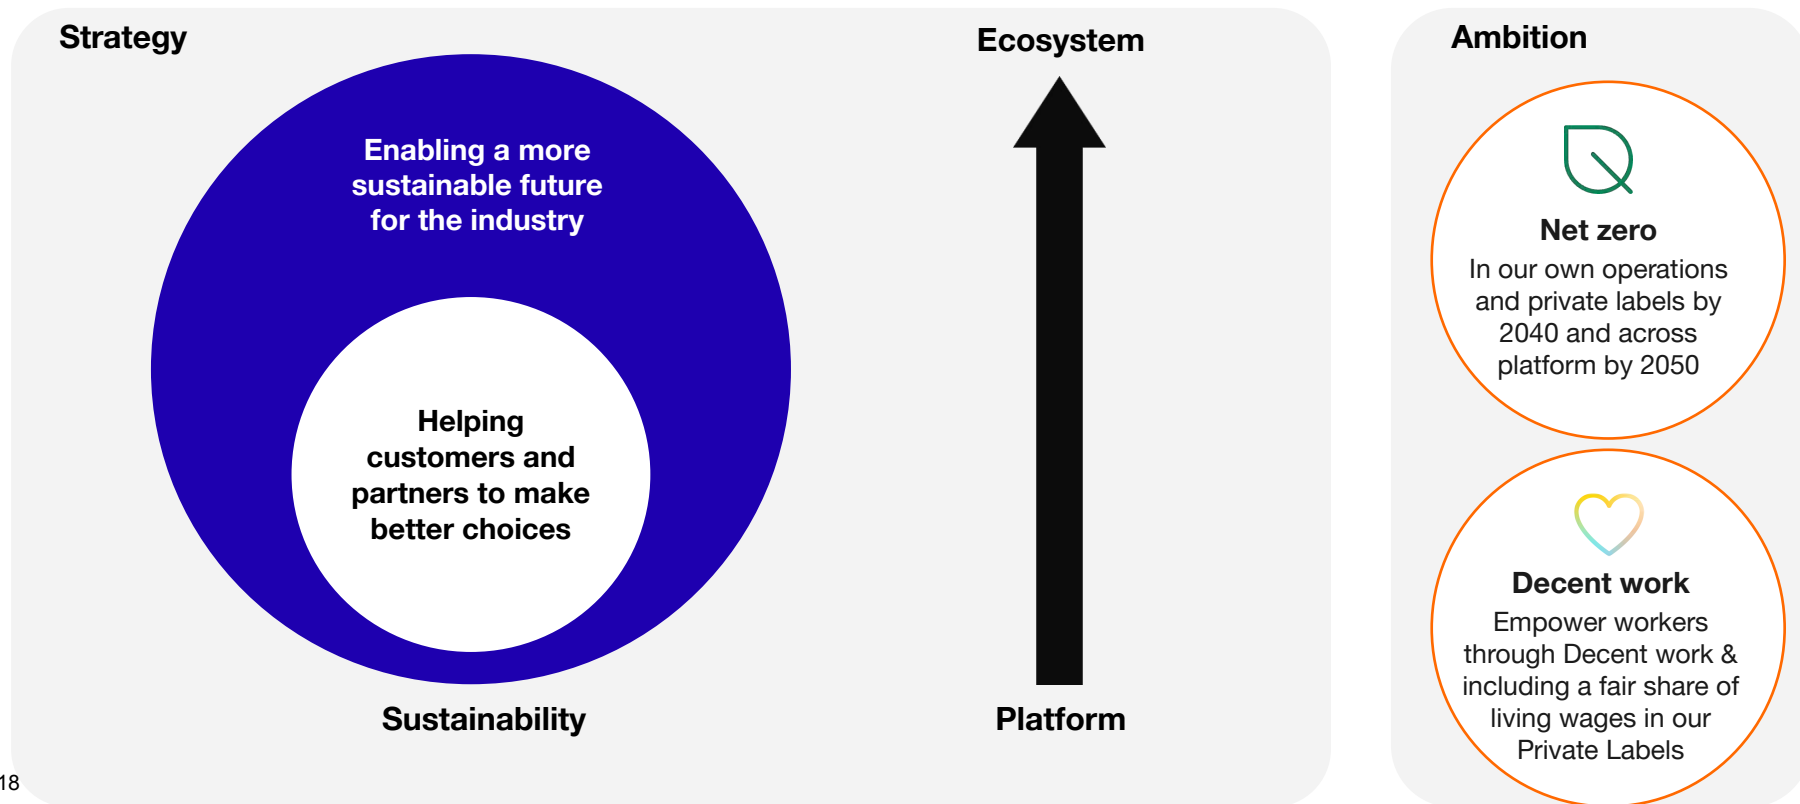 Strategy
Enabling a more
sustainable future
for the industry
Helping
customers and
partners to make
better choices
Sustainability
Ecosystem
Platform
Ambition
Net zero
In our own operations
and private labels by
2040 and across
platform by 2050
Decent work
Empower workers
through Decent work &
including a fair share of
living wages in our
Private Labels
18